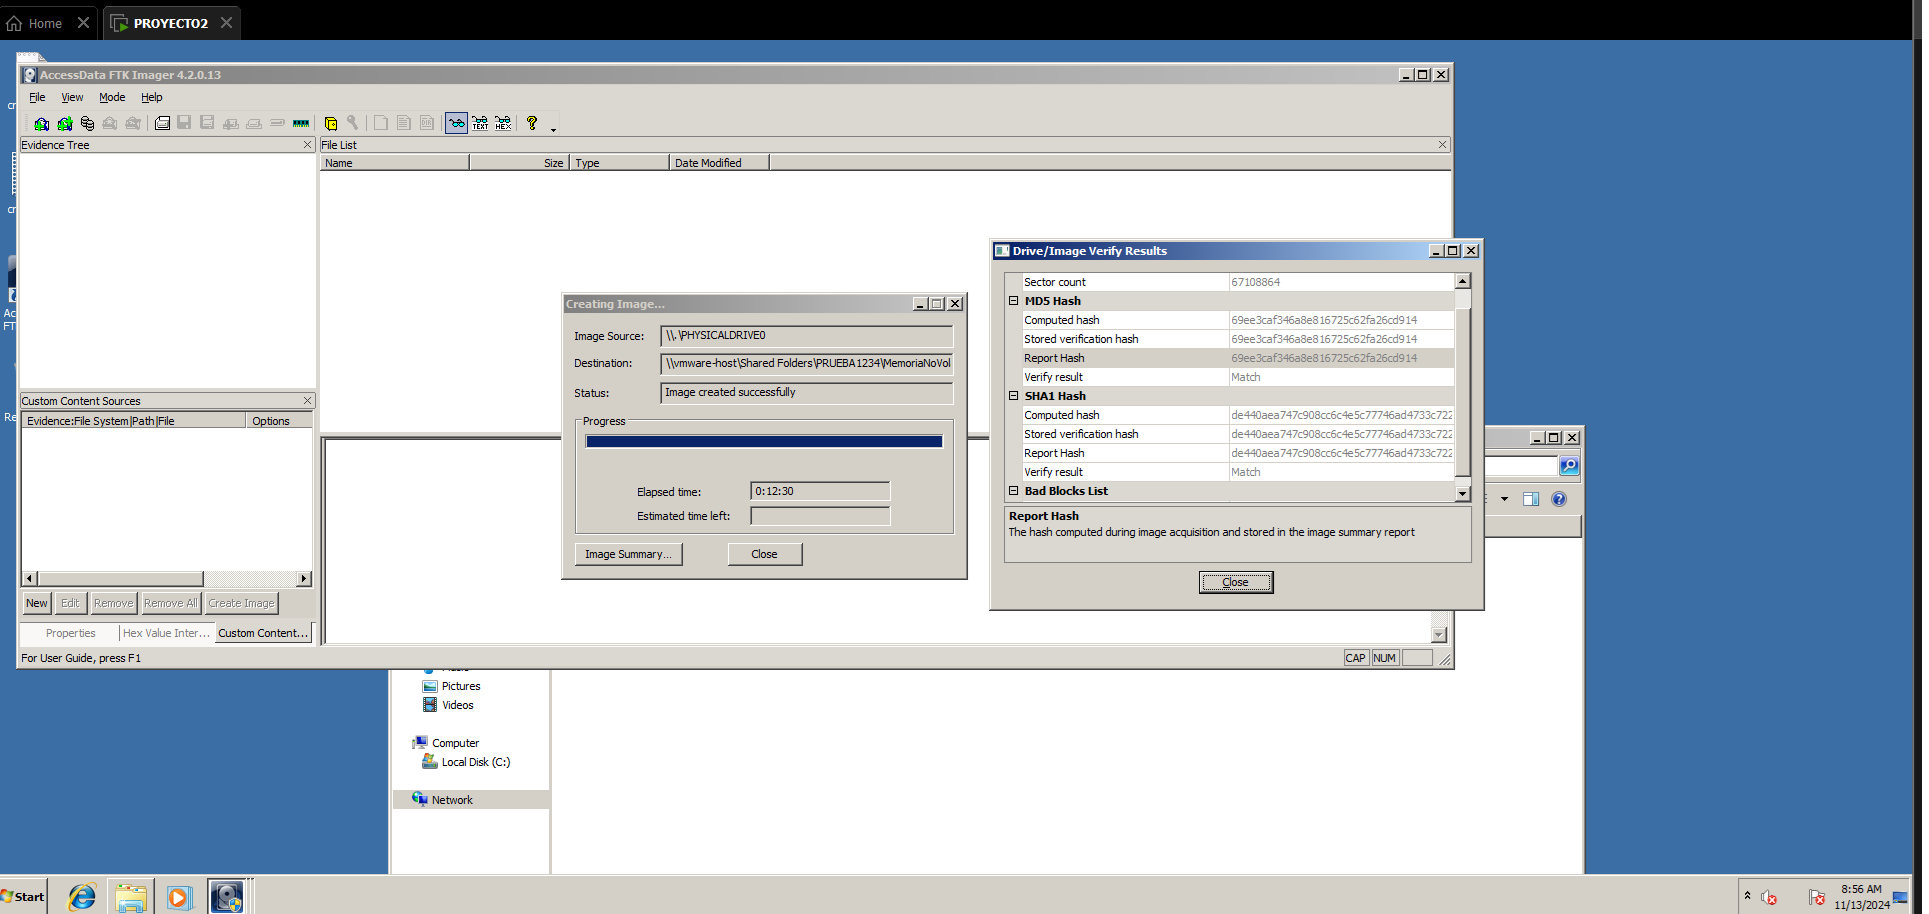 Home
PROYECTO2
AccessData FTK Imager 4.2.0.13
File View Mode Help
TEXT HEX
Evidence Tree
File List
Name Size Type Date Modified
Custom Content Sources
Evidence:File System|Path|File Options
New Edit Remove Remove All Create Image
Properties Hex Value Inter... Custom Content...
For User Guide, press F1
CAP NUM
Creating Image...
Image Source: \\.\PHYSICALDRIVE0
Destination: \\vmware-host\Shared Folders\PRUEBA1234\MemoriaNoVol
Status: Image created successfully
Progress
Elapsed time: 0:12:30
Estimated time left:
Image Summary... Close
Drive/Image Verify Results
Sector count 67108864
MD5 Hash
Computed hash 69ee3caf346a8e816725c62fa26cd914
Stored verification hash 69ee3caf346a8e816725c62fa26cd914
Report Hash 69ee3caf346a8e816725c62fa26cd914
Verify result Match
SHA1 Hash
Computed hash de440aea747c908cc6c4e5c77746ad4733c722
Stored verification hash de440aea747c908cc6c4e5c77746ad4733c722
Report Hash de440aea747c908cc6c4e5c77746ad4733c722
Verify result Match
Bad Blocks List
Report Hash
The hash computed during image acquisition and stored in the image summary report
Close
cr
cr
Ac
FT
Re
Pictures
Videos
Computer
Local Disk (C:)
Network
Start
8:56 AM
11/13/2024